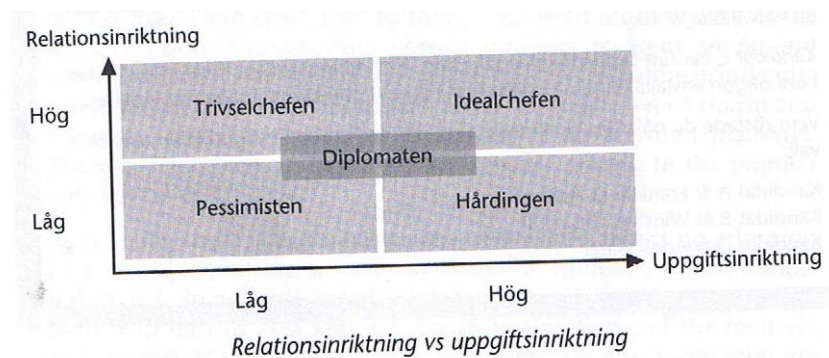 Relationsinriktning
Hög
Trivselchefen
Idealchefen
Diplomaten
Låg
Pessimisten
Hårdingen
Uppgiftsinriktning
Låg
Hög
Relationsinriktning vs uppgiftsinriktning